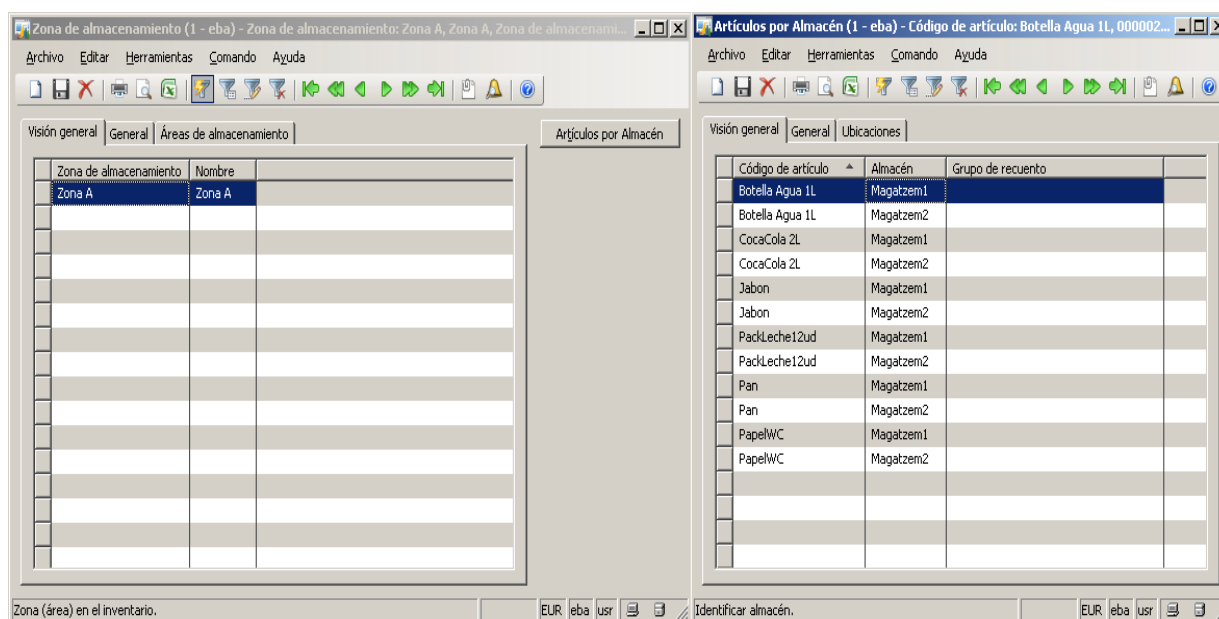 Zona de almacenamiento (1 - eba) - Zona de almacenamiento: Zona A, Zona A, Zona de almacenami...
Archivo Editar Herramientas Comando Ayuda
Visión general General Áreas de almacenamiento
Artículos por Almacén
Zona de almacenamiento Nombre
Zona A Zona A
Zona (área) en el inventario.
EUR eba usr
Artículos por Almacén (1 - eba) - Código de artículo: Botella Agua 1L, 000002...
Archivo Editar Herramientas Comando Ayuda
Visión general General Ubicaciones
Código de artículo Almacén Grupo de recuento
Botella Agua 1L Magatzem1
Botella Agua 1L Magatzem2
CocaCola 2L Magatzem1
CocaCola 2L Magatzem2
Jabon Magatzem1
Jabon Magatzem2
PackLeche12ud Magatzem1
PackLeche12ud Magatzem2
Pan Magatzem1
Pan Magatzem2
PapelWC Magatzem1
PapelWC Magatzem2
Identificar almacén.
EUR eba usr